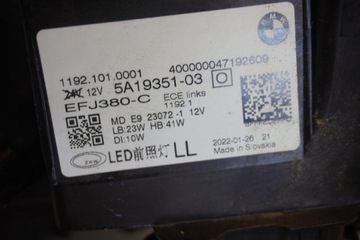 BMW
1192.101.0001
400000047192609
24V 12V
5A19351-03
EFJ380-C
ECE links
1192.1
MD E9 23072-1 12V
LB:23W HB:41W
DI:10W
2022-01-26 21
Made in Slovakia
ZKW
LED前照灯 LL